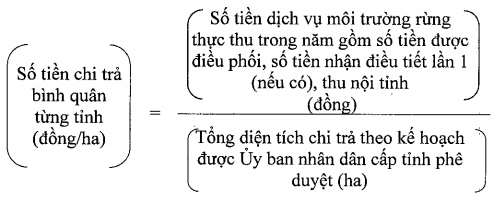 Số tiền chi trả
bình quân
từng tỉnh
(đồng/ha)
=
Số tiền dịch vụ môi trường rừng
thực thu trong năm gồm số tiền được
điều phối, số tiền nhận điều tiết lần 1
(nếu có), thu nội tỉnh
(đồng)
Tổng diện tích chi trả theo kế hoạch
được Ủy ban nhân dân cấp tỉnh phê
duyệt (ha)